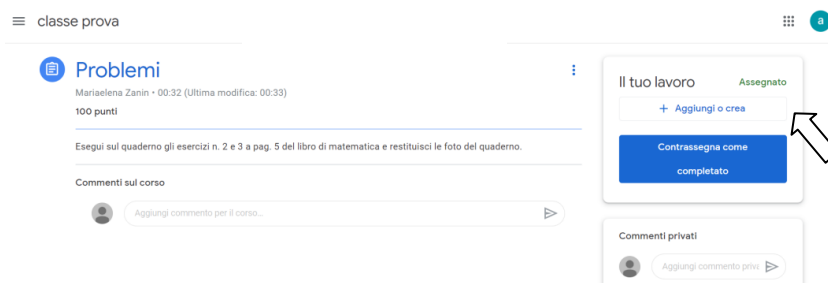 classe prova
a
Problemi
Mariaelena Zanin • 00:32 (Ultima modifica: 00:33)
100 punti
Esegui sul quaderno gli esercizi n. 2 e 3 a pag. 5 del libro di matematica e restituisci le foto del quaderno.
Commenti sul corso
Aggiungi commento per il corso...
Il tuo lavoro Assegnato
+ Aggiungi o crea
Contrassegna come
completato
Commenti privati
Aggiungi commento priva